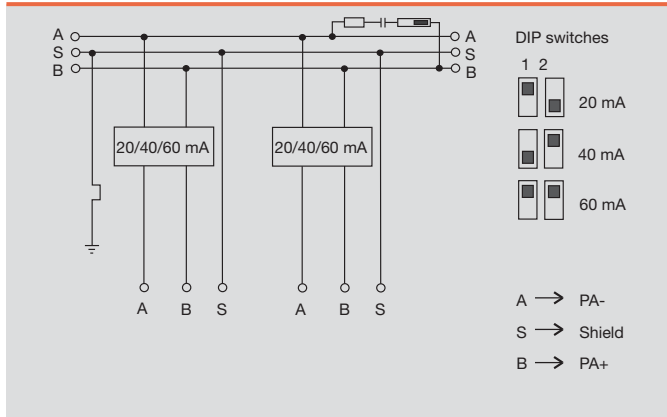 A
S
B
A
S
B
20/40/60 mA
20/40/60 mA
A B S
A B S
DIP switches
1 2
20 mA
40 mA
60 mA
A → PA-
S → Shield
B → PA+